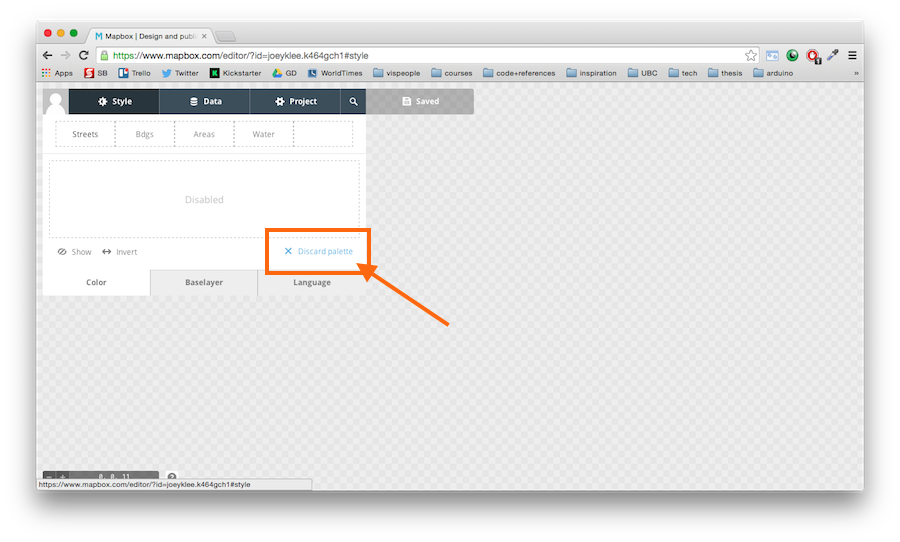 Mapbox | Design and publi
https://www.mapbox.com/editor/?id=joeyklee.k464gch1#style
Apps SB Trello Twitter Kickstarter GD WorldTimes vispeople courses code+references inspiration UBC tech thesis arduino »
Style Data Project Saved
Streets Bdgs Areas Water
Disabled
Show Invert Discard palette
Color Baselayer Language
https://www.mapbox.com/editor/?id=joeyklee.k464gch1#style